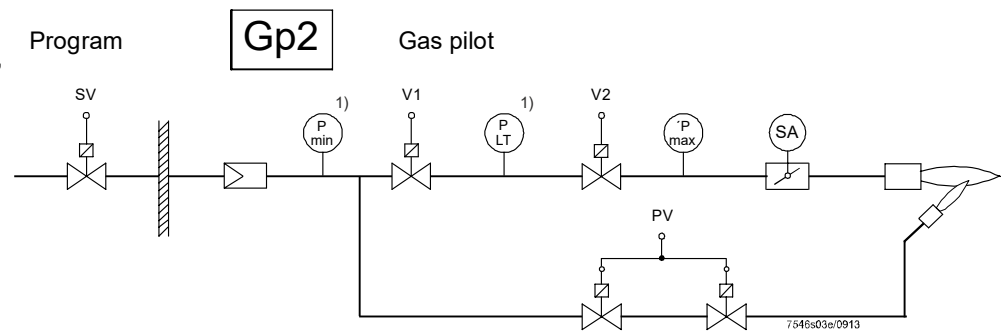 Program Gp2 Gas pilot
SV
1)
V1
1)
V2
P min
P LT
'P max
SA
PV
7546s03e/0913